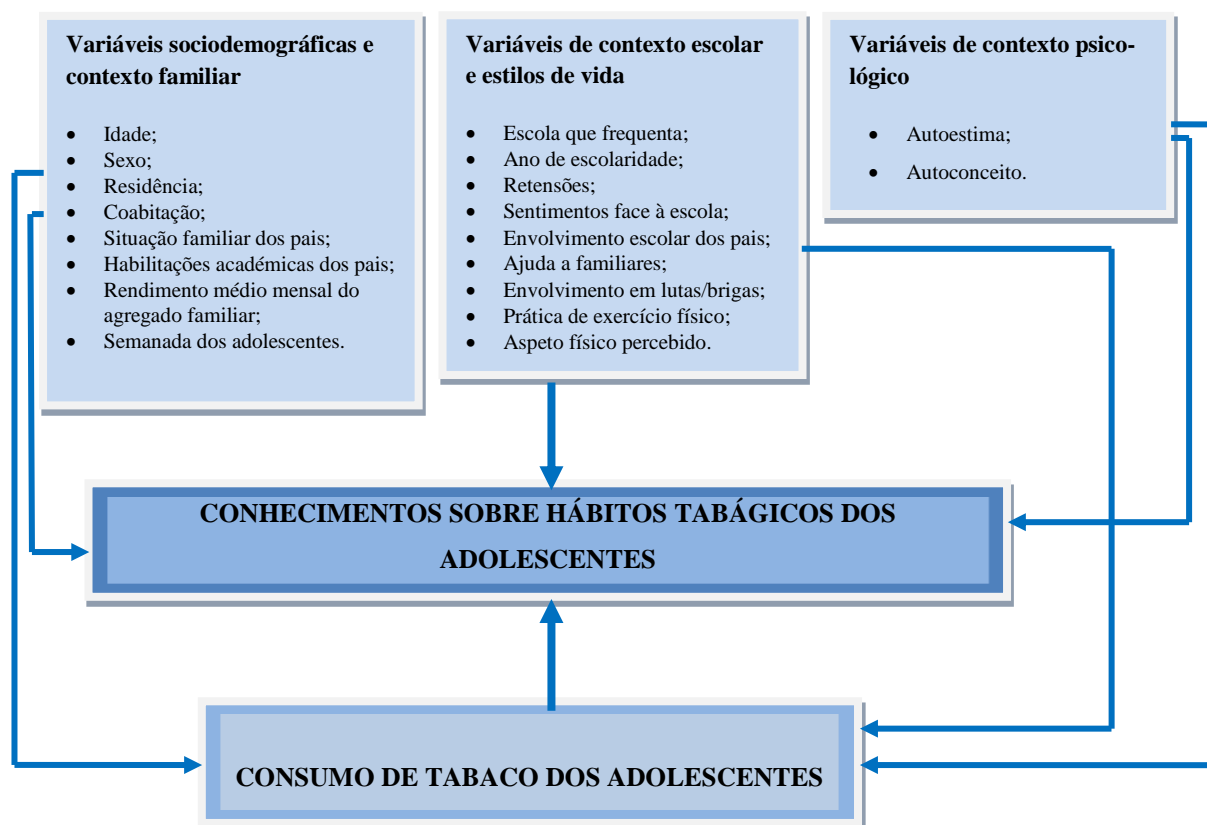 Variáveis sociodemográficas e
contexto familiar
• Idade;
• Sexo;
• Residência;
• Coabitação;
• Situação familiar dos pais;
• Habilitações académicas dos pais;
• Rendimento médio mensal do
agregado familiar;
• Semanada dos adolescentes.
Variáveis de contexto escolar
e estilos de vida
• Escola que frequenta;
• Ano de escolaridade;
• Retensões;
• Sentimentos face à escola;
• Envolvimento escolar dos pais;
• Ajuda a familiares;
• Envolvimento em lutas/brigas;
• Prática de exercício físico;
• Aspeto físico percebido.
Variáveis de contexto psico-
lógico
• Autoestima;
• Autoconceito.
CONHECIMENTOS SOBRE HÁBITOS TABÁGICOS DOS
ADOLESCENTES
CONSUMO DE TABACO DOS ADOLESCENTES